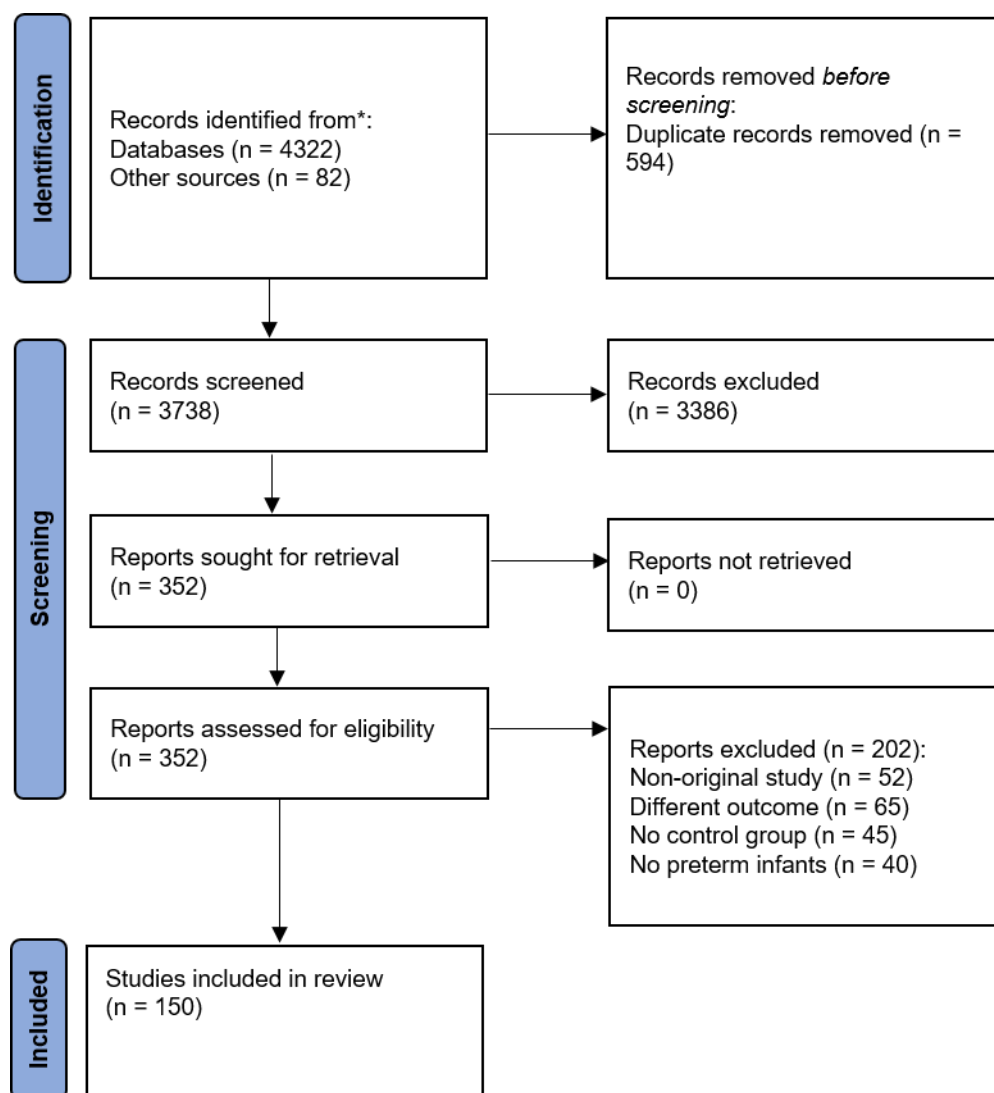 Identification
Records identified from*:
Databases (n = 4322)
Other sources (n = 82)
Records removed before
screening:
Duplicate records removed (n =
594)
Screening
Records screened
(n = 3738)
Records excluded
(n = 3386)
Reports sought for retrieval
(n = 352)
Reports not retrieved
(n = 0)
Reports assessed for eligibility
(n = 352)
Reports excluded (n = 202):
Non-original study (n = 52)
Different outcome (n = 65)
No control group (n = 45)
No preterm infants (n = 40)
Included
Studies included in review
(n = 150)